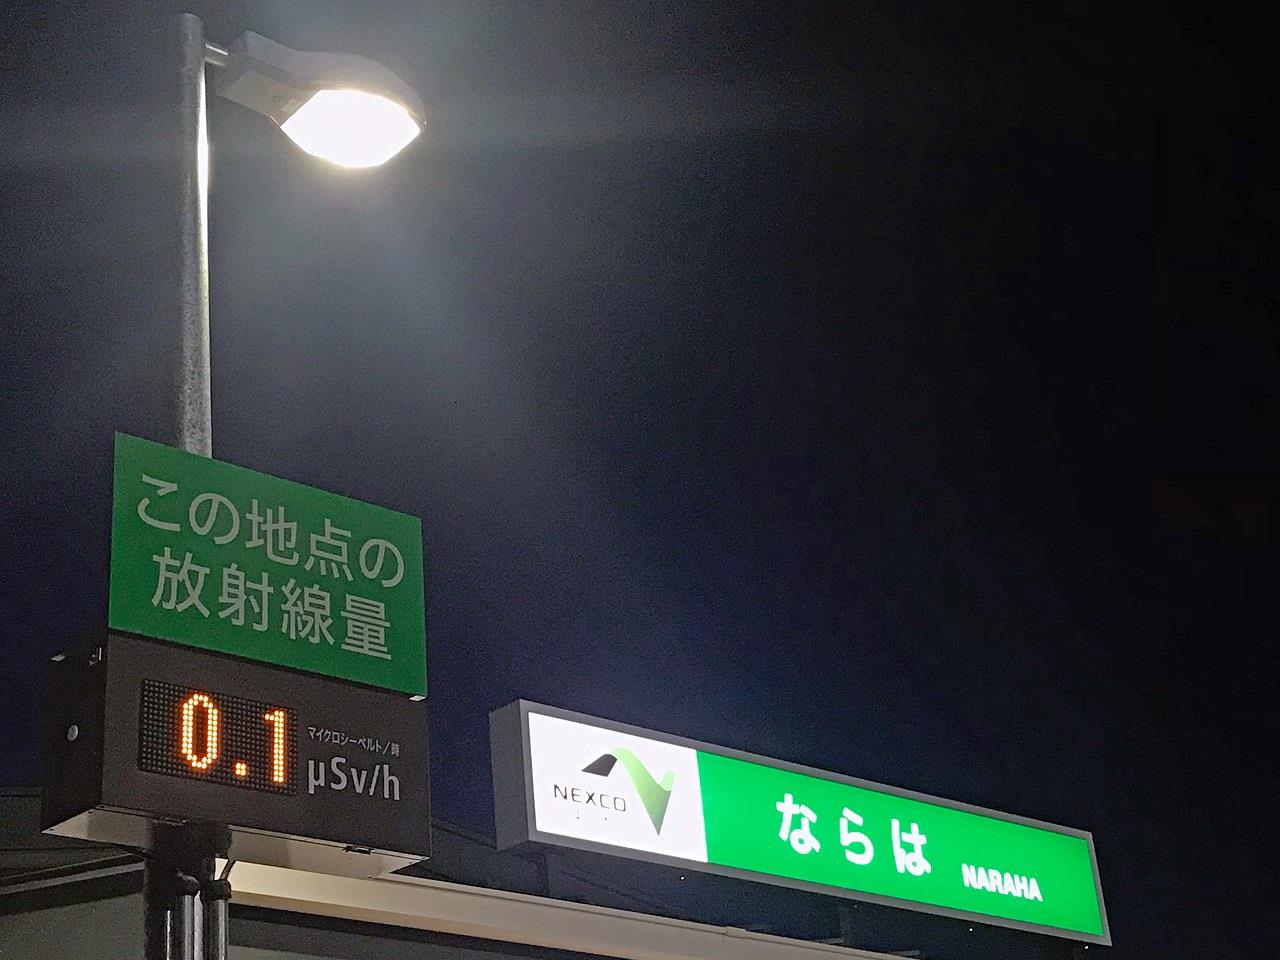 この地点の
放射線量
0.1
マイクロシーベルト/時
μSv/h
NEXCO
ならは NARAHA